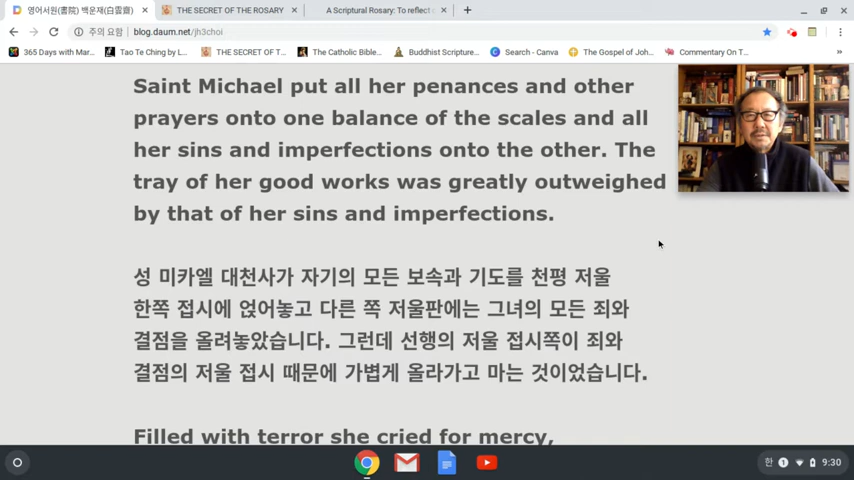 영어서원(書院) 백운재(白雲齋)
THE SECRET OF THE ROSARY
A Scriptural Rosary: To reflect
주의 요함
blog.daum.net/jh3choi
365 Days with Mar...
Tao Te Ching by L...
THE SECRET OF T...
The Catholic Bible...
Buddhist Scripture...
Search - Canva
The Gospel of Joh...
Commentary On T...
Saint Michael put all her penances and other
prayers onto one balance of the scales and all
her sins and imperfections onto the other. The
tray of her good works was greatly outweighed
by that of her sins and imperfections.
성 미카엘 대천사가 자기의 모든 보속과 기도를 천평 저울
한쪽 접시에 얹어놓고 다른 쪽 저울판에는 그녀의 모든 죄와
결점을 올려놓았습니다. 그런데 선행의 저울 접시쪽이 죄와
결점의 저울 접시 때문에 가볍게 올라가고 마는 것이었습니다.
Filled with terror she cried for mercy,
한
1
9:30